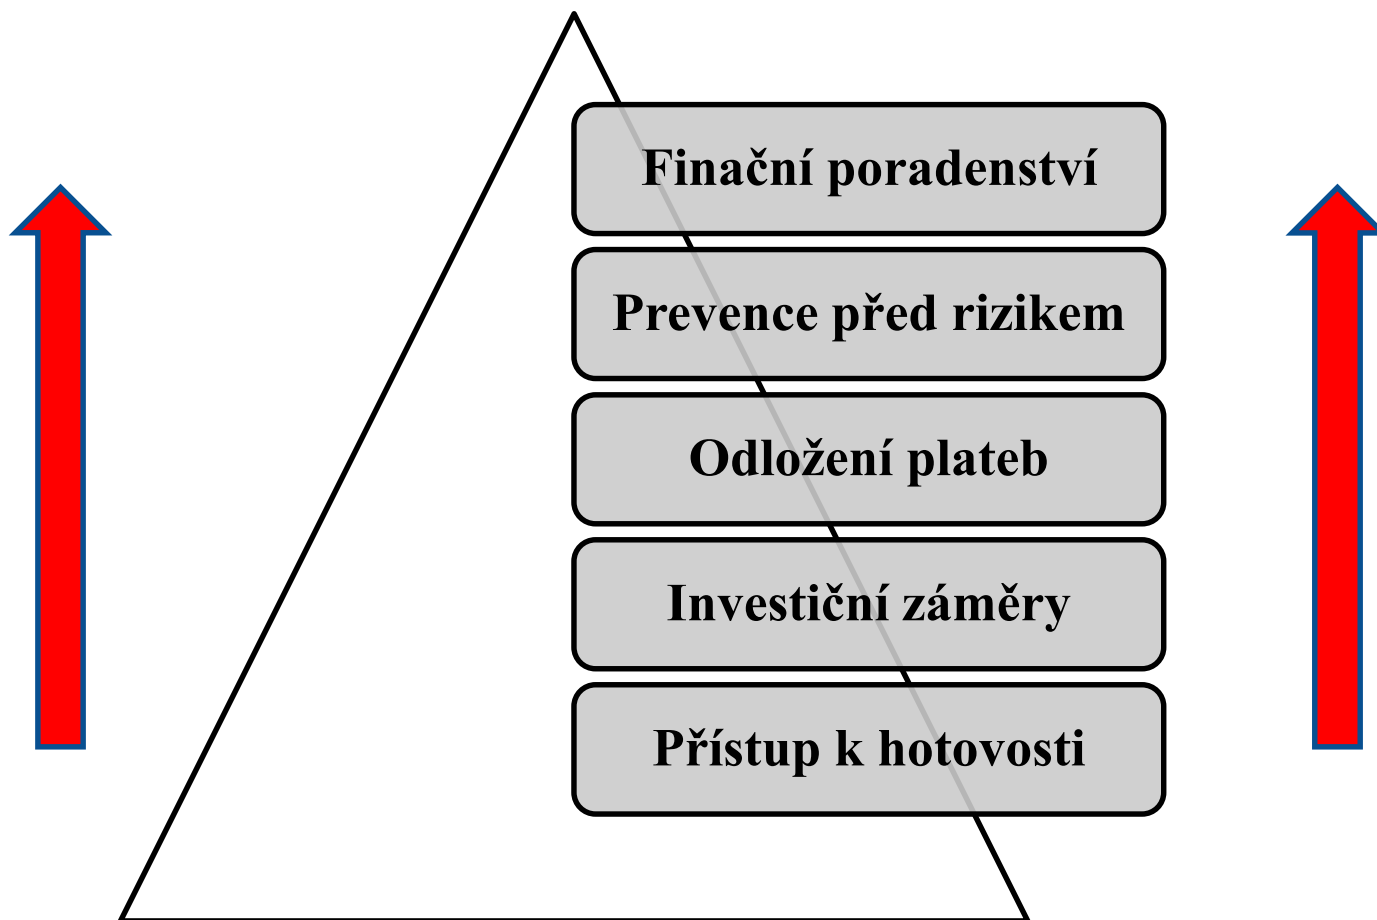 Finační poradenství
Prevence před rizikem
Odložení plateb
Investiční záměry
Přístup k hotovosti